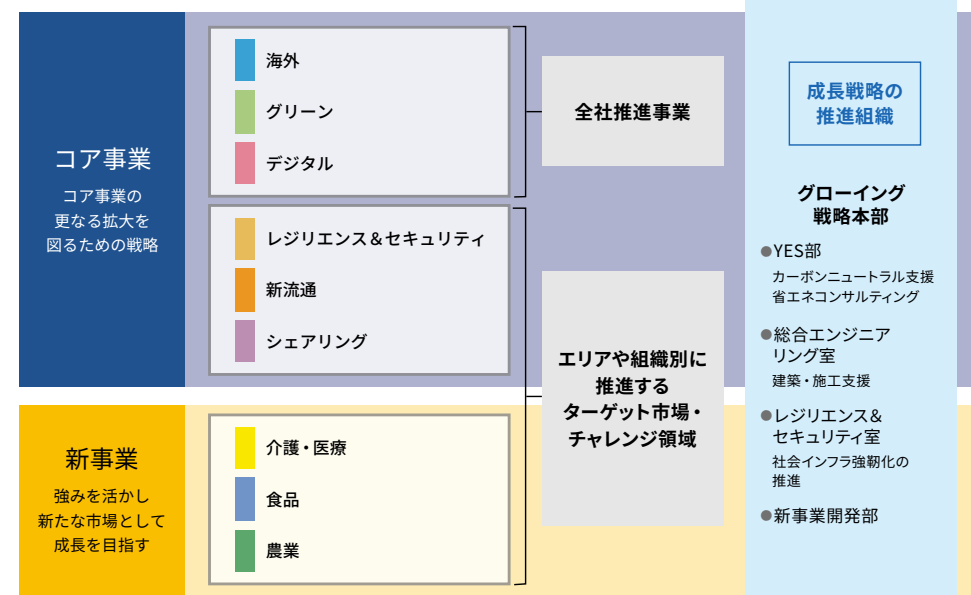 コア事業
コア事業の
更なる拡大を
図るための戦略
海外
グリーン
デジタル
レジリエンス＆セキュリティ
新流通
シェアリング
全社推進事業
新事業
強みを活かし
新たな市場として
成長を目指す
介護・医療
食品
農業
エリアや組織別に
推進する
ターゲット市場・
チャレンジ領域
成長戦略の
推進組織
グローイング
戦略本部
●YES部
カーボンニュートラル支援
省エネコンサルティング
●総合エンジニア
リング室
建築・施工支援
●レジリエンス＆
セキュリティ室
社会インフラ強靭化の
推進
●新事業開発部